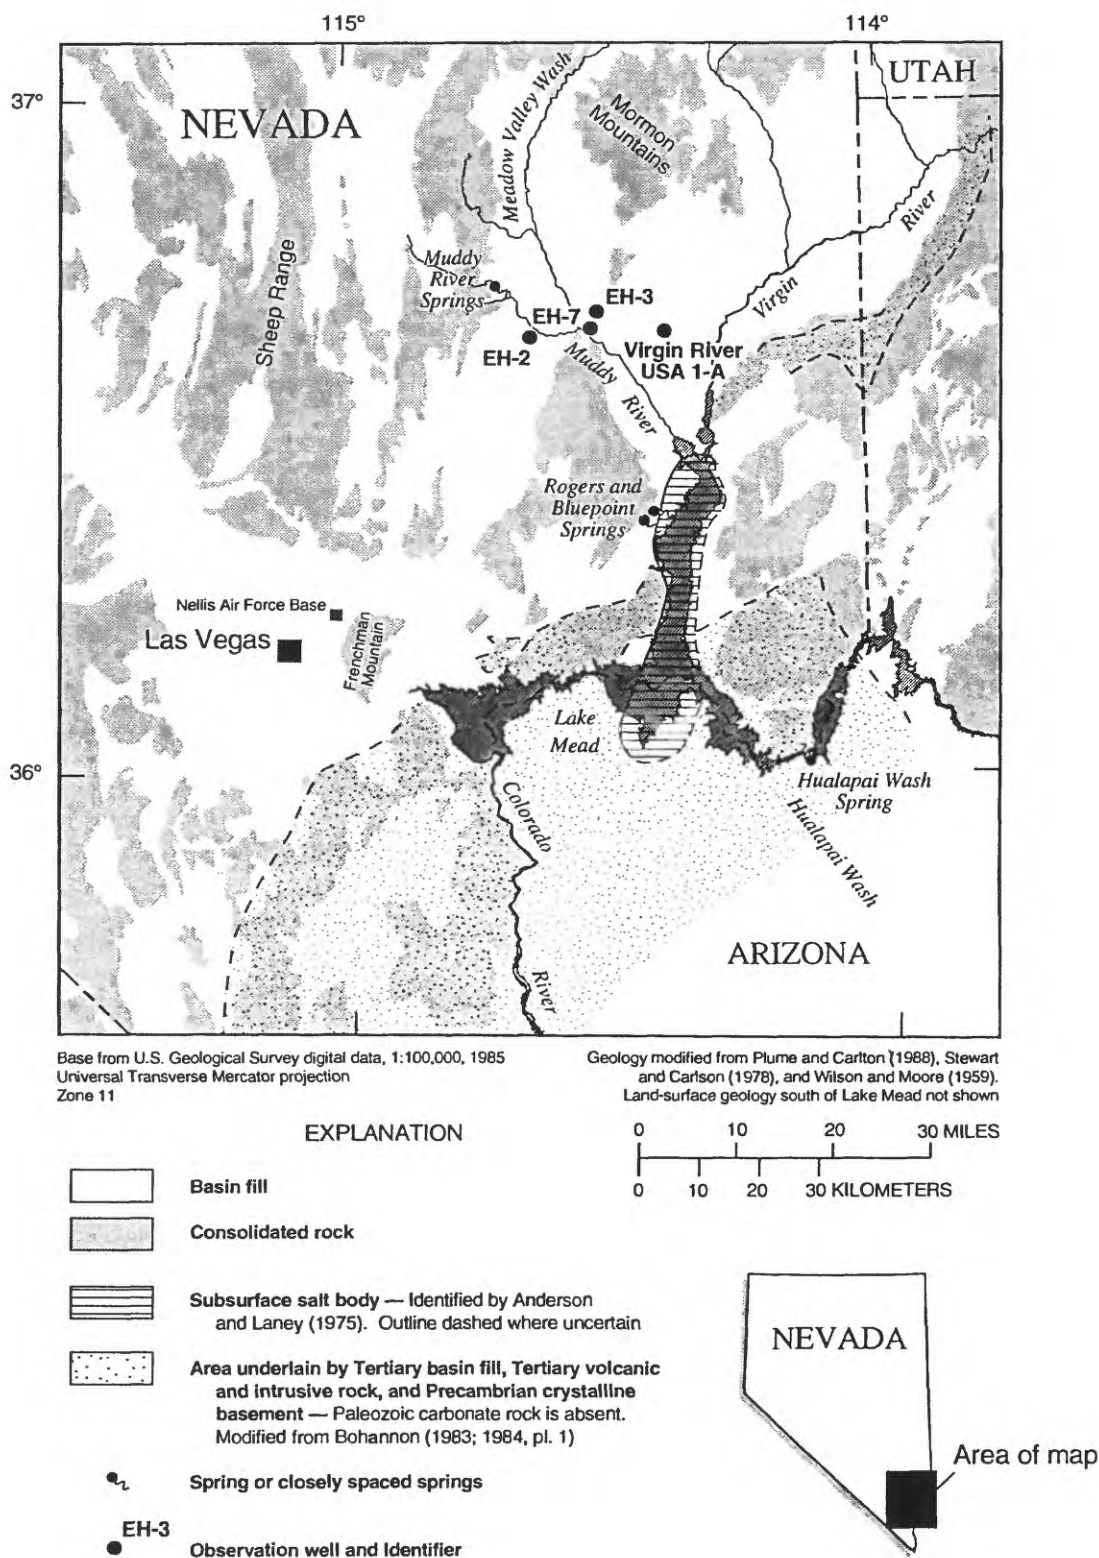 115°
114°
37°
UTAH
NEVADA
Meadow Valley Wash
Mormon
Mountains
River
Virgin
Sheep Range
Muddy
River
Springs
EH-3
EH-7
EH-2
Virgin River
USA 1-A
Muddy
River
Rogers and
Bluepoint
Springs
Nellis Air Force Base
Las Vegas
Frenchman
Mountain
Lake
Mead
36°
Hualapai Wash
Spring
Colorado
Hualapai Wash
ARIZONA
River
Base from U.S. Geological Survey digital data, 1:100,000, 1985
Universal Transverse Mercator projection
Zone 11
Geology modified from Plume and Carlton (1988), Stewart
and Carlson (1978), and Wilson and Moore (1959).
Land-surface geology south of Lake Mead not shown
EXPLANATION
0 10 20 30 MILES
0 10 20 30 KILOMETERS
Basin fill
Consolidated rock
Subsurface salt body — Identified by Anderson
and Laney (1975). Outline dashed where uncertain
Area underlain by Tertiary basin fill, Tertiary volcanic
and intrusive rock, and Precambrian crystalline
basement — Paleozoic carbonate rock is absent.
Modified from Bohannon (1983; 1984, pl. 1)
Spring or closely spaced springs
EH-3
Observation well and Identifier
NEVADA
Area of map